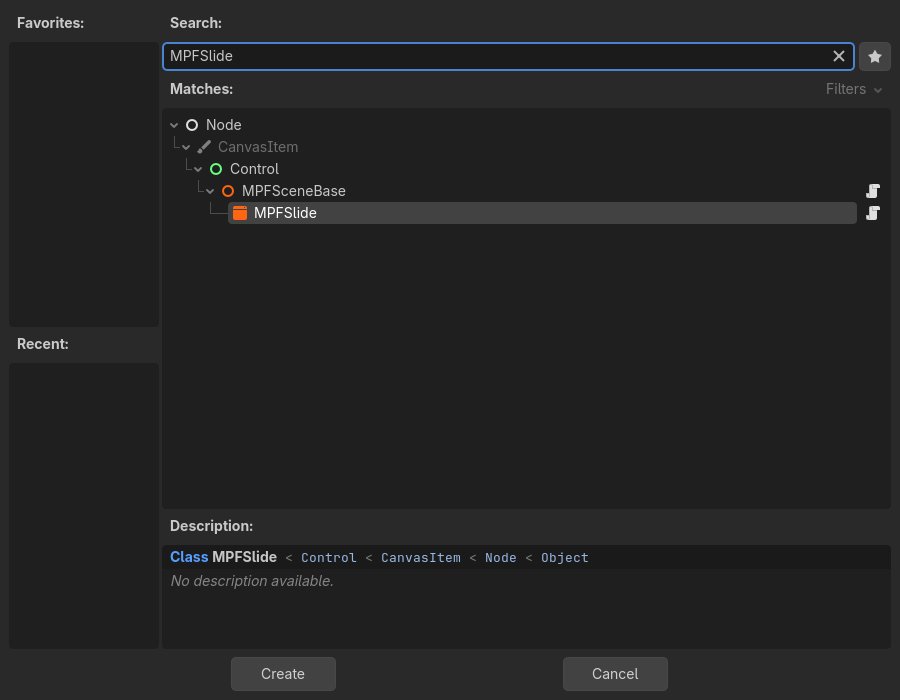 Favorites:
Search:
MPFSlide
Matches:
Filters
Node
CanvasItem
Control
MPFSceneBase
MPFSlide
Recent:
Description:
Class MPFSlide < Control < CanvasItem < Node < Object
No description available.
Create
Cancel